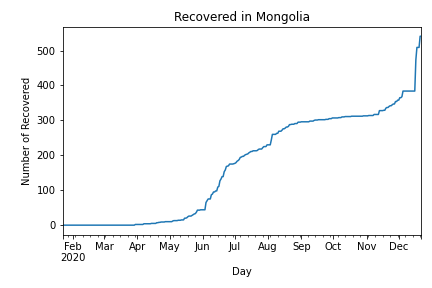 Recovered in Mongolia
Number of Recovered
500
400
300
200
100
0
Feb Mar Apr May Jun Jul Aug Sep Oct Nov Dec
2020
Day